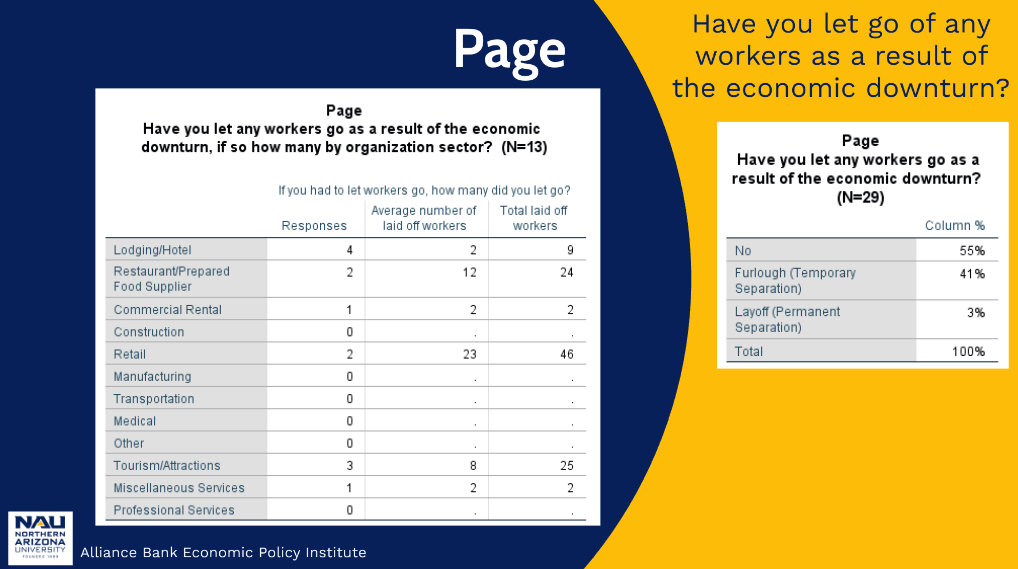 Page
Have you let go of any
workers as a result of
the economic downturn?
Page
Have you let any workers go as a result of the economic
downturn, if so how many by organization sector? (N=13)
If you had to let workers go, how many did you let go?
Responses Average number of laid off workers Total laid off workers
Lodging/Hotel 4 2 9
Restaurant/Prepared Food Supplier 2 12 24
Commercial Rental 1 2 2
Construction 0 . .
Retail 2 23 46
Manufacturing 0 . .
Transportation 0 . .
Medical 0 . .
Other 0 . .
Tourism/Attractions 3 8 25
Miscellaneous Services 1 2 2
Professional Services 0 . .
Page
Have you let any workers go as a
result of the economic downturn?
(N=29)
Column %
No 55%
Furlough (Temporary Separation) 41%
Layoff (Permanent Separation) 3%
Total 100%
NAU
NORTHERN
ARIZONA
UNIVERSITY
FOUNDED 1899
Alliance Bank Economic Policy Institute